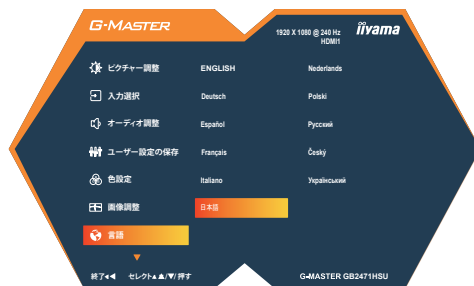 G-MASTER
1920 X 1080 @ 240 Hz
HDMI1
iiyama
ピクチャー調整 ENGLISH Nederlands
入力選択 Deutsch Polski
オーディオ調整 Español Русский
ユーザー設定の保存 Français Český
色設定 Italiano Український
画像調整 日本語
言語
終了◄◄ セレクト▲ ▲/▼/ 押す G-MASTER GB2471HSU